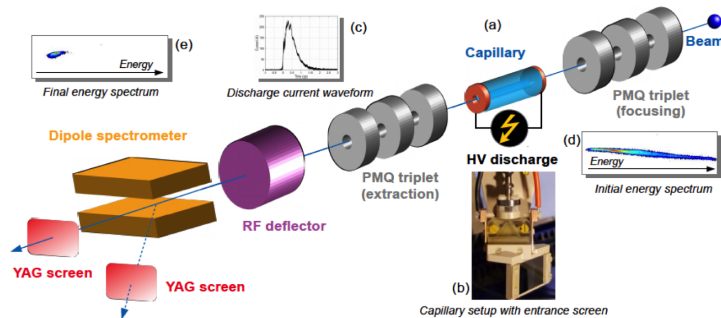 (a)
(c)
(e)
Beam
Capillary
Energy
Final energy spectrum
Discharge current waveform
PMQ triplet
(focusing)
Dipole spectrometer
(d)
HV discharge
Energy
Initial energy spectrum
PMQ triplet
(extraction)
RF deflector
YAG screen
YAG screen
(b)
Capillary setup with entrance screen